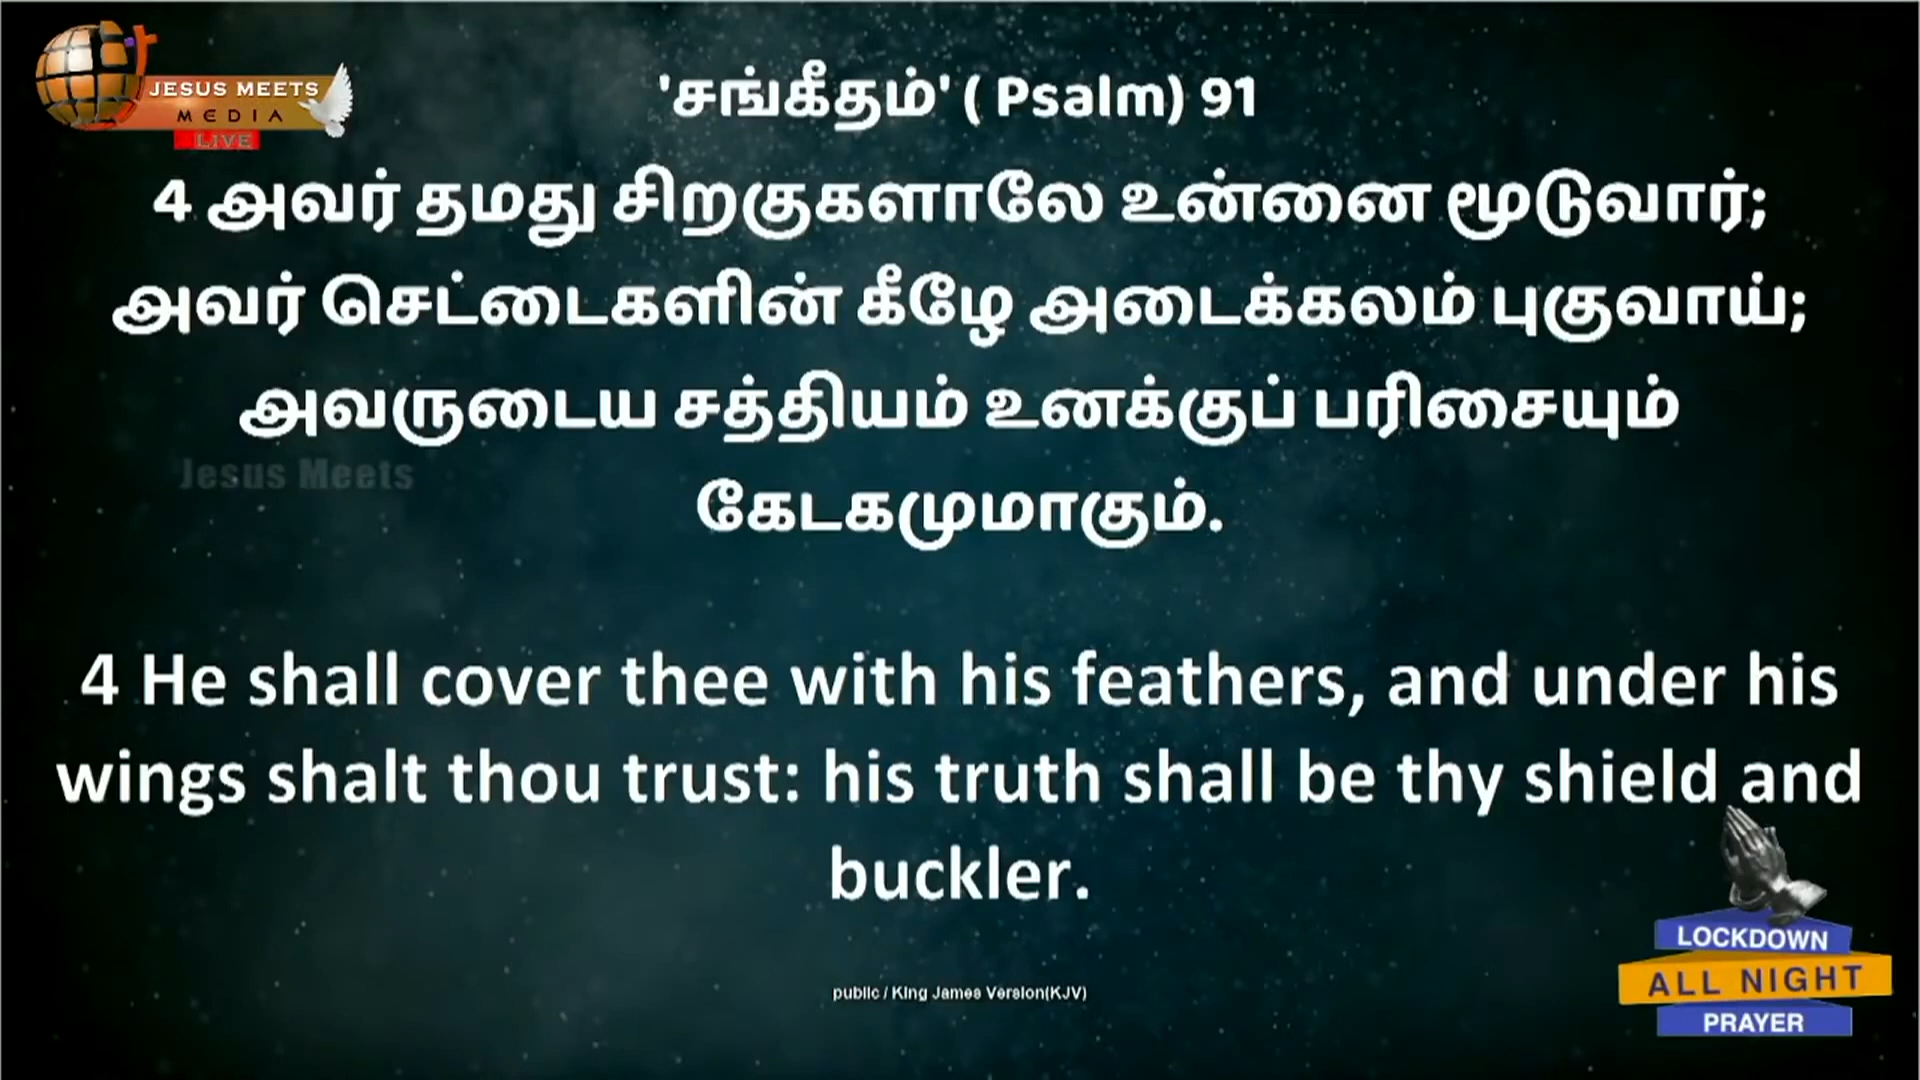 JESUS MEETS
MEDIA
LIVE
'சங்கீதம்' ( Psalm) 91
4 அவர் தமது சிறகுகளாலே உன்னை மூடுவார்;
அவர் செட்டைகளின் கீழே அடைக்கலம் புகுவாய்;
அவருடைய சத்தியம் உனக்குப் பரிசையும்
Jesus Meets
கேடகமுமாகும்.
4 He shall cover thee with his feathers, and under his
wings shalt thou trust: his truth shall be thy shield and
buckler.
LOCKDOWN
ALL NIGHT
PRAYER
public / King James Version(KJV)